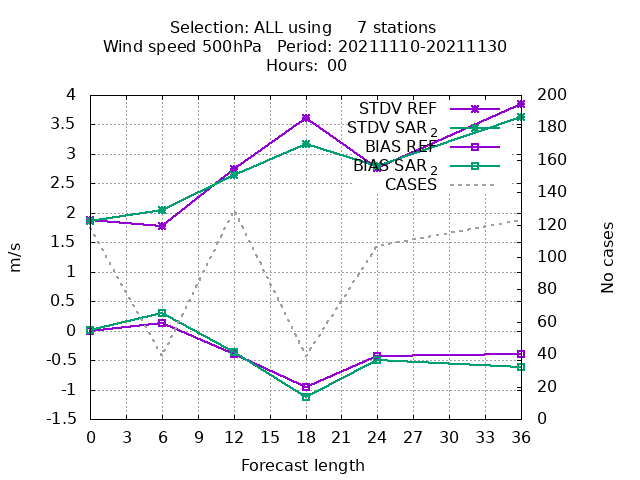 Selection: ALL using     7 stations
Wind speed 500hPa   Period: 20211110-20211130
Hours:  00
STDV REF
STDV SAR 2
BIAS REF
BIAS SAR 2
CASES
4
3.5
3
2.5
2
1.5
1
0.5
0
-0.5
-1
-1.5
200
180
160
140
120
100
80
60
40
20
0
m/s
No cases
0 3 6 9 12 15 18 21 24 27 30 33 36
Forecast length